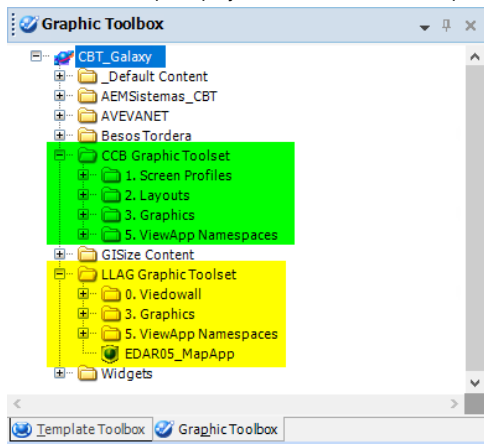 Graphic Toolbox
CBT_Galaxy
_Default Content
AEMSistemas_CBT
AVEVANET
Besos Tordera
CCB Graphic Toolset
1. Screen Profiles
2. Layouts
3. Graphics
5. ViewApp Namespaces
GISize Content
LLAG Graphic Toolset
0. Viedowall
3. Graphics
5. ViewApp Namespaces
EDAR05_MapApp
Widgets
Template Toolbox Graphic Toolbox